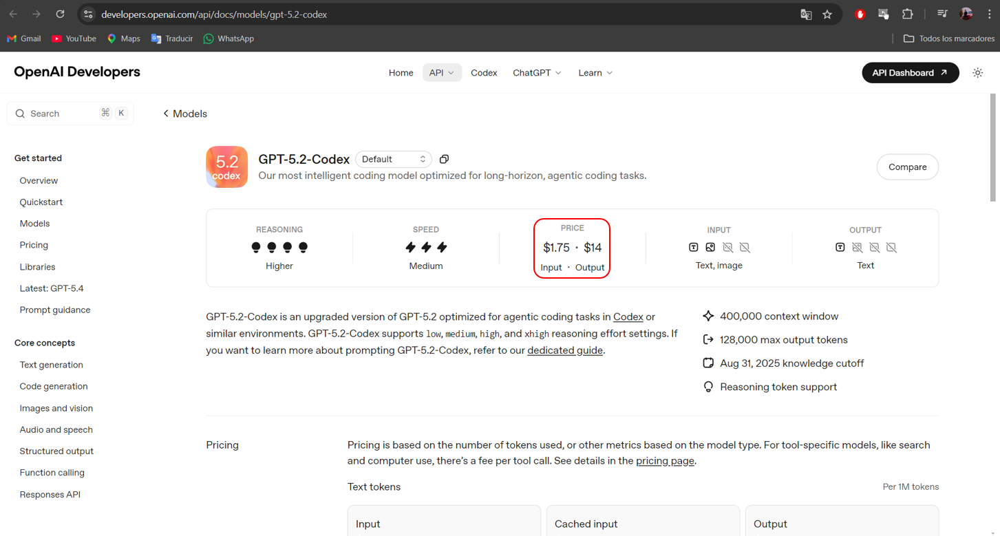 developers.openai.com/api/docs/models/gpt-5.2-codex
Gmail
YouTube
Maps
Traducir
WhatsApp
Todos los marcadores
OpenAI Developers
Home
API
Codex
ChatGPT
Learn
API Dashboard
Search
⌘ K
Models
Get started
Overview
Quickstart
Models
Pricing
Libraries
Latest: GPT-5.4
Prompt guidance
Core concepts
Text generation
Code generation
Images and vision
Audio and speech
Structured output
Function calling
Responses API
5.2
codex
GPT-5.2-Codex
Default
Our most intelligent coding model optimized for long-horizon, agentic coding tasks.
Compare
REASONING
Higher
SPEED
Medium
PRICE
$1.75 · $14
Input · Output
INPUT
Text, image
OUTPUT
Text
GPT-5.2-Codex is an upgraded version of GPT-5.2 optimized for agentic coding tasks in Codex or
similar environments. GPT-5.2-Codex supports low, medium, high, and xhigh reasoning effort settings. If
you want to learn more about prompting GPT-5.2-Codex, refer to our dedicated guide.
400,000 context window
128,000 max output tokens
Aug 31, 2025 knowledge cutoff
Reasoning token support
Pricing
Pricing is based on the number of tokens used, or other metrics based on the model type. For tool-specific models, like search
and computer use, there's a fee per tool call. See details in the pricing page.
Text tokens
Per 1M tokens
Input
Cached input
Output